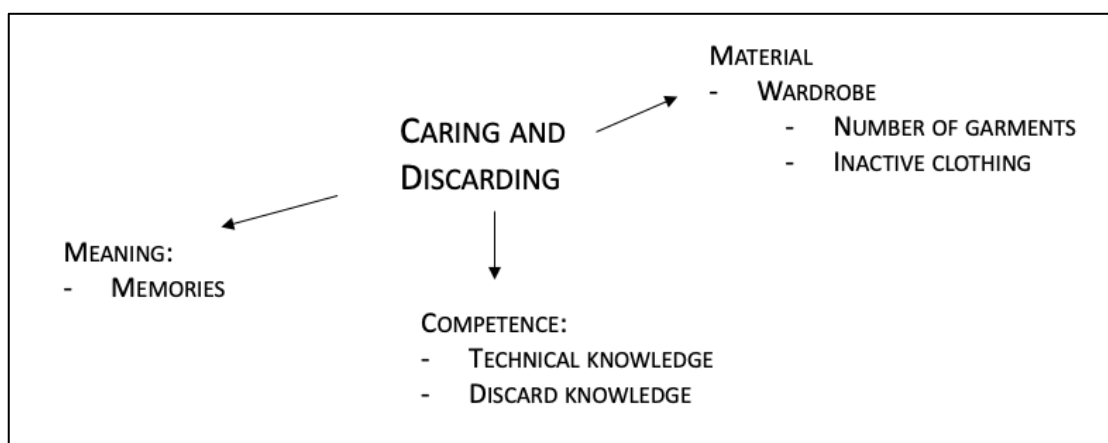 MATERIAL
- WARDROBE
- NUMBER OF GARMENTS
- INACTIVE CLOTHING
CARING AND
DISCARDING
MEANING:
- MEMORIES
COMPETENCE:
- TECHNICAL KNOWLEDGE
- DISCARD KNOWLEDGE